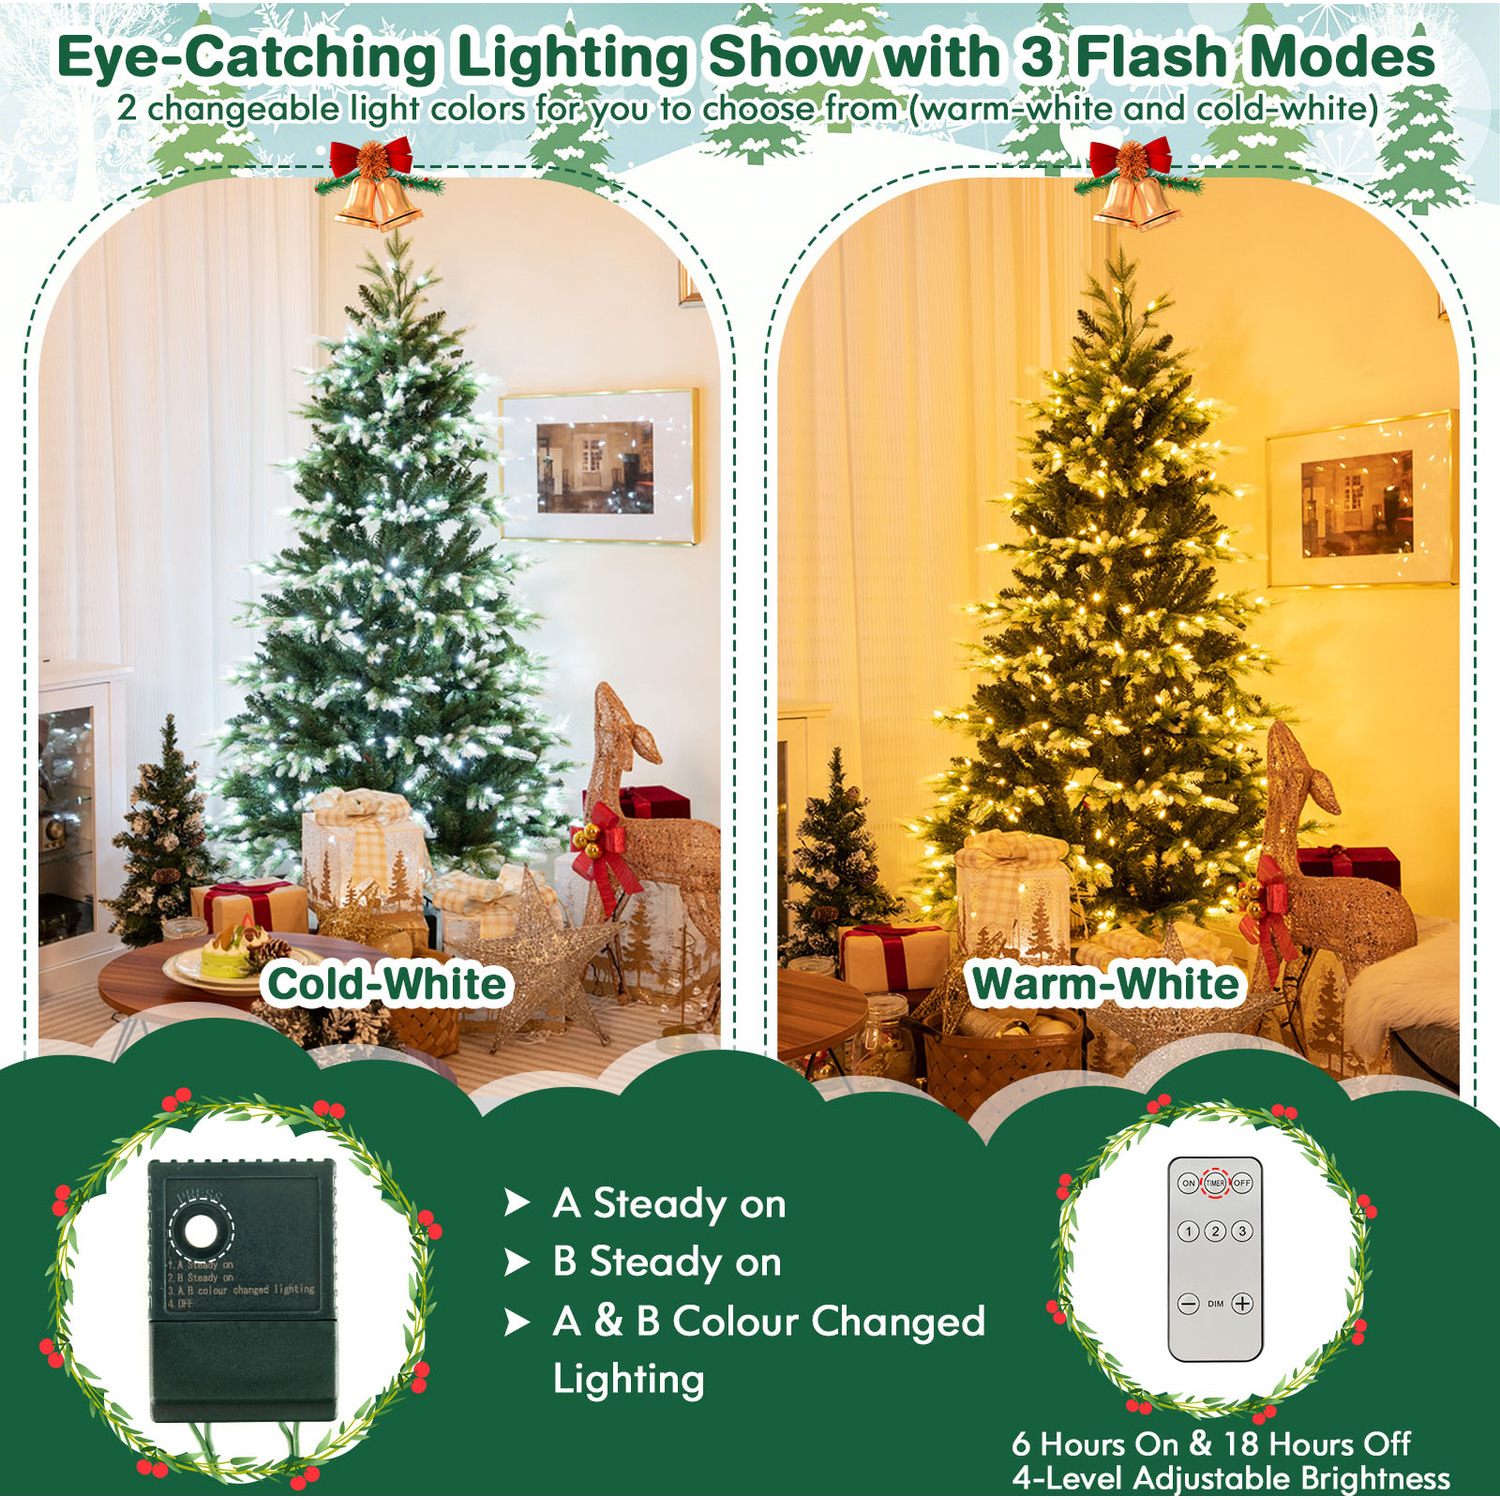 Eye-Catching Lighting Show with 3 Flash Modes
2 changeable light colors for you to choose from (warm-white and cold-white)
Cold-White
Warm-White
PRESS
1.A Steady on
2.B Steady on
3.A.B colour changed lighting
4.OFF
A Steady on
B Steady on
A & B Colour Changed
Lighting
ON TIMER OFF
1 2 3
− DIM +
6 Hours On & 18 Hours Off
4-Level Adjustable Brightness